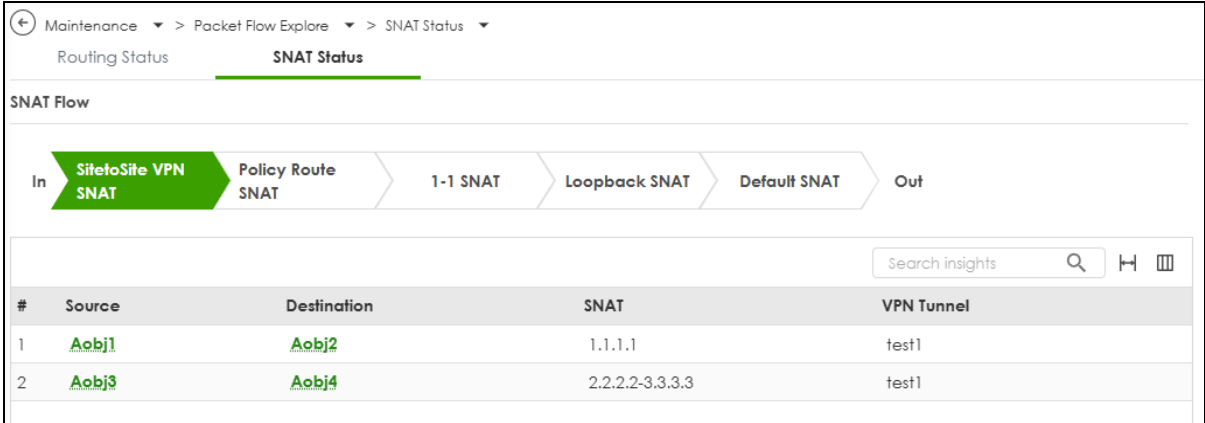 Maintenance > Packet Flow Explore > SNAT Status
Routing Status SNAT Status
SNAT Flow
In
SitetoSite VPN
SNAT
Policy Route
SNAT
1-1 SNAT
Loopback SNAT
Default SNAT
Out
Search insights
# Source Destination SNAT VPN Tunnel
1 Aobj1 Aobj2 1.1.1.1 test1
2 Aobj3 Aobj4 2.2.2.2-3.3.3.3 test1